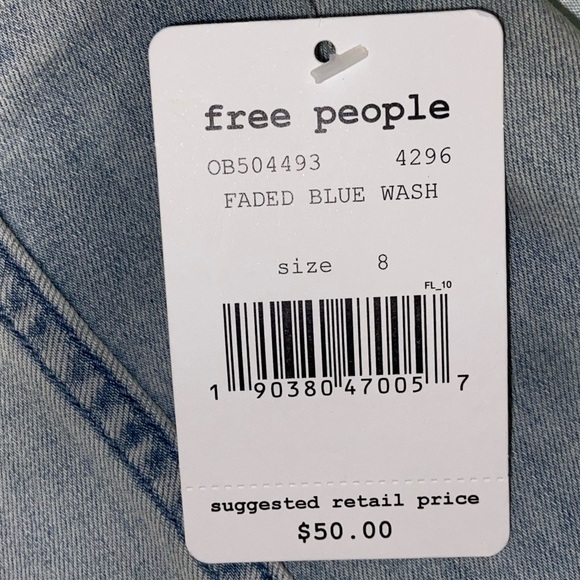 free people
OB504493 4296
FADED BLUE WASH
size 8
FL_10
1 90380 47005 7
suggested retail price
$50.00